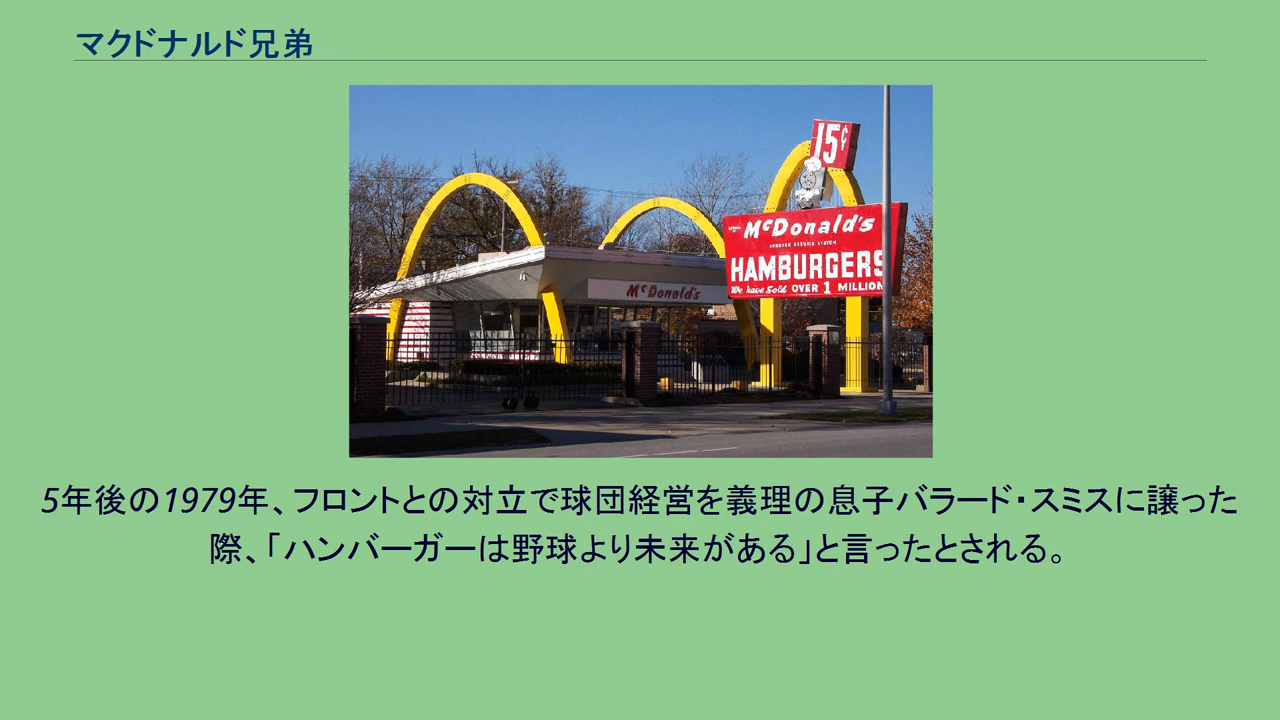 マクドナルド兄弟
15¢
McDonald's
HAMBURGERS
We have Sold OVER 1 MILLION
McDonald's
5年後の1979年、フロントとの対立で球団経営を義理の息子バラード・スミスに譲った
際、「ハンバーガーは野球より未来がある」と言ったとされる。